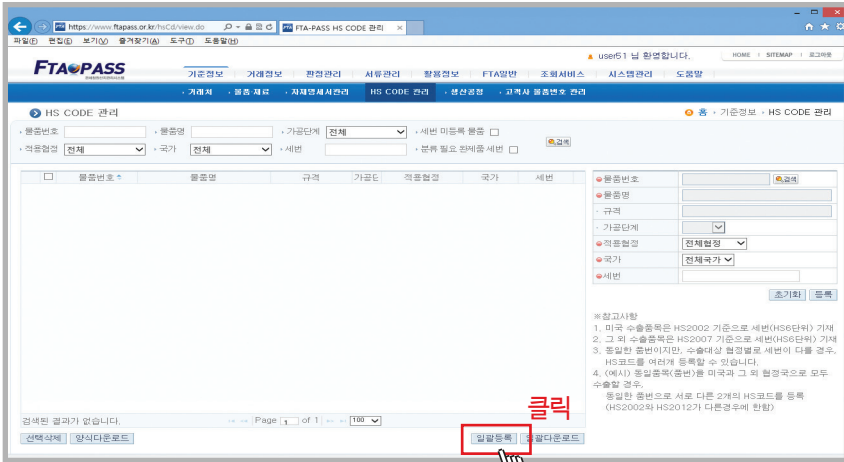 https://www.ftapass.or.kr/hsCd/view.do
FTA-PASS HS CODE 관리
파일(F) 편집(E) 보기(V) 즐겨찾기(A) 도구(T) 도움말(H)
user51 님 환영합니다.
HOME | SITEMAP | 로그아웃
FTA PASS
기준정보 거래정보 판정관리 서류관리 활용정보 FTA일반 조회서비스 시스템관리 도움말
· 거래처 · 물품·재료 · 자재명세서관리 HS CODE 관리 · 생산공정 · 고객사 물품번호 관리
HS CODE 관리
홈 · 기준정보 · HS CODE 관리
· 물품번호 · 물품명 · 가공단계 전체 · 세번 미등록 물품
· 적용협정 전체 · 국가 전체 · 세번 · 분류 필요 원제품 세번
검색
물품번호 물품명 규격 가공단 적용협정 국가 세번
물품번호 검색
물품명
· 규격
· 가공단계
적용협정 전체협정
국가 전체국가
세번
초기화 등록
※참고사항
1. 미국 수출품목은 HS2002 기준으로 세번(HS6단위) 기재
2. 그 외 수출품목은 HS2007 기준으로 세번(HS6단위) 기재
3. 동일한 품번이지만, 수출대상 협정별로 세번이 다를 경우,
HS코드를 여러개 등록할 수 있습니다.
4. (예시) 동일품목(품번)을 미국과 그 외 협정국으로 모두
수출할 경우,
동일한 품번으로 서로 다른 2개의 HS코드를 등록
(HS2002와 HS2012가 다른경우에 한함)
클릭
검색된 결과가 없습니다. Page 1 of 1 100
선택삭제 양식다운로드 일괄등록 일괄다운로드